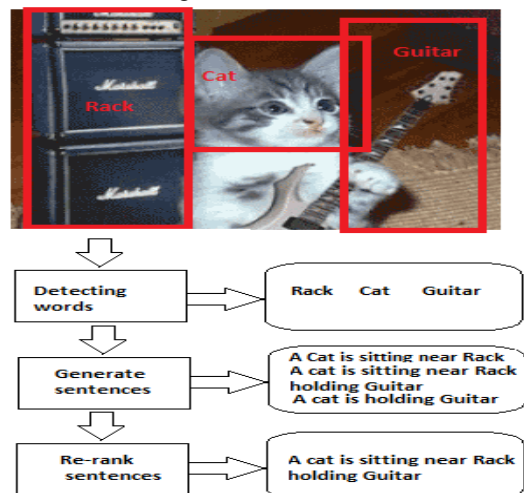 Marshall
Marshall
Rack
Cat
Guitar
Detecting
words
Rack Cat Guitar
Generate
sentences
A Cat is sitting near Rack
A cat is sitting near Rack
holding Guitar
A cat is holding Guitar
Re-rank
sentences
A cat is sitting near Rack
holding Guitar